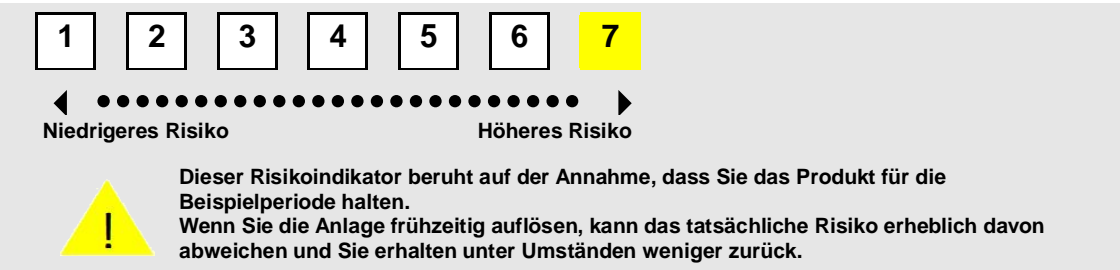 1 2 3 4 5 6 7
Niedrigeres Risiko Höheres Risiko
Dieser Risikoindikator beruht auf der Annahme, dass Sie das Produkt für die
Beispielperiode halten.
Wenn Sie die Anlage frühzeitig auflösen, kann das tatsächliche Risiko erheblich davon
abweichen und Sie erhalten unter Umständen weniger zurück.
!